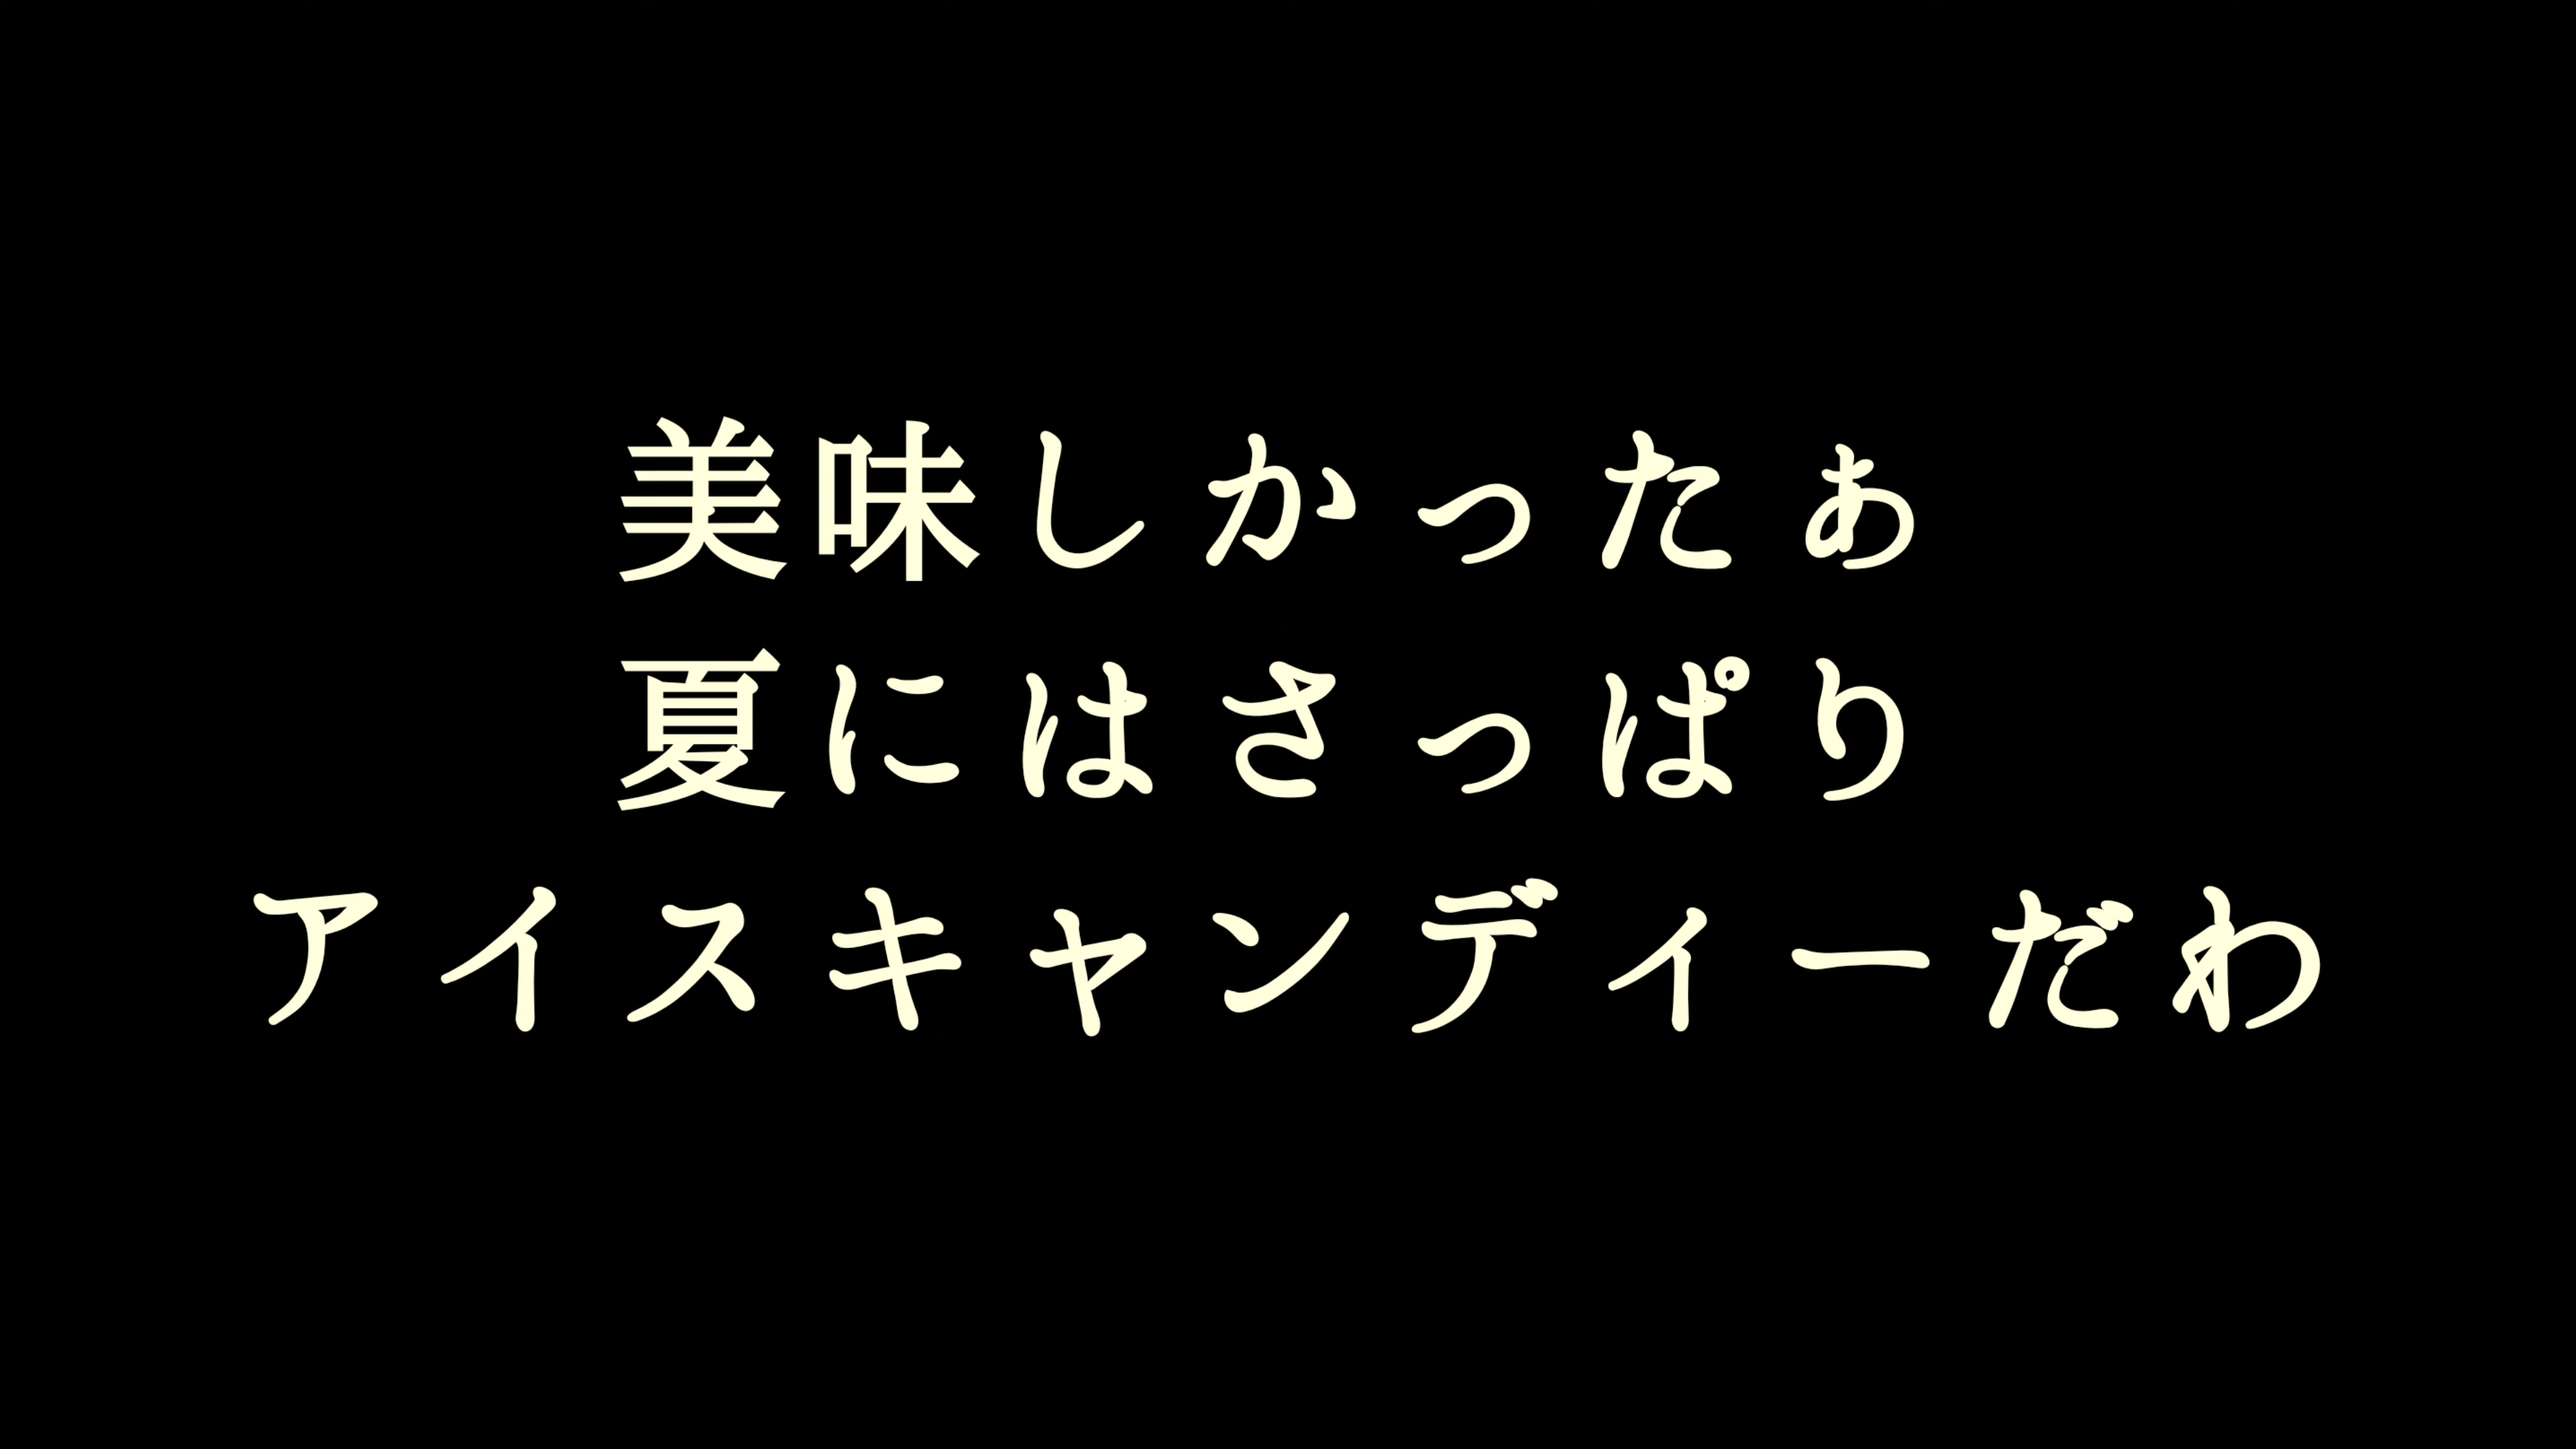 美味しかったぁ
夏にはさっぱり
アイスキャンディーだわ